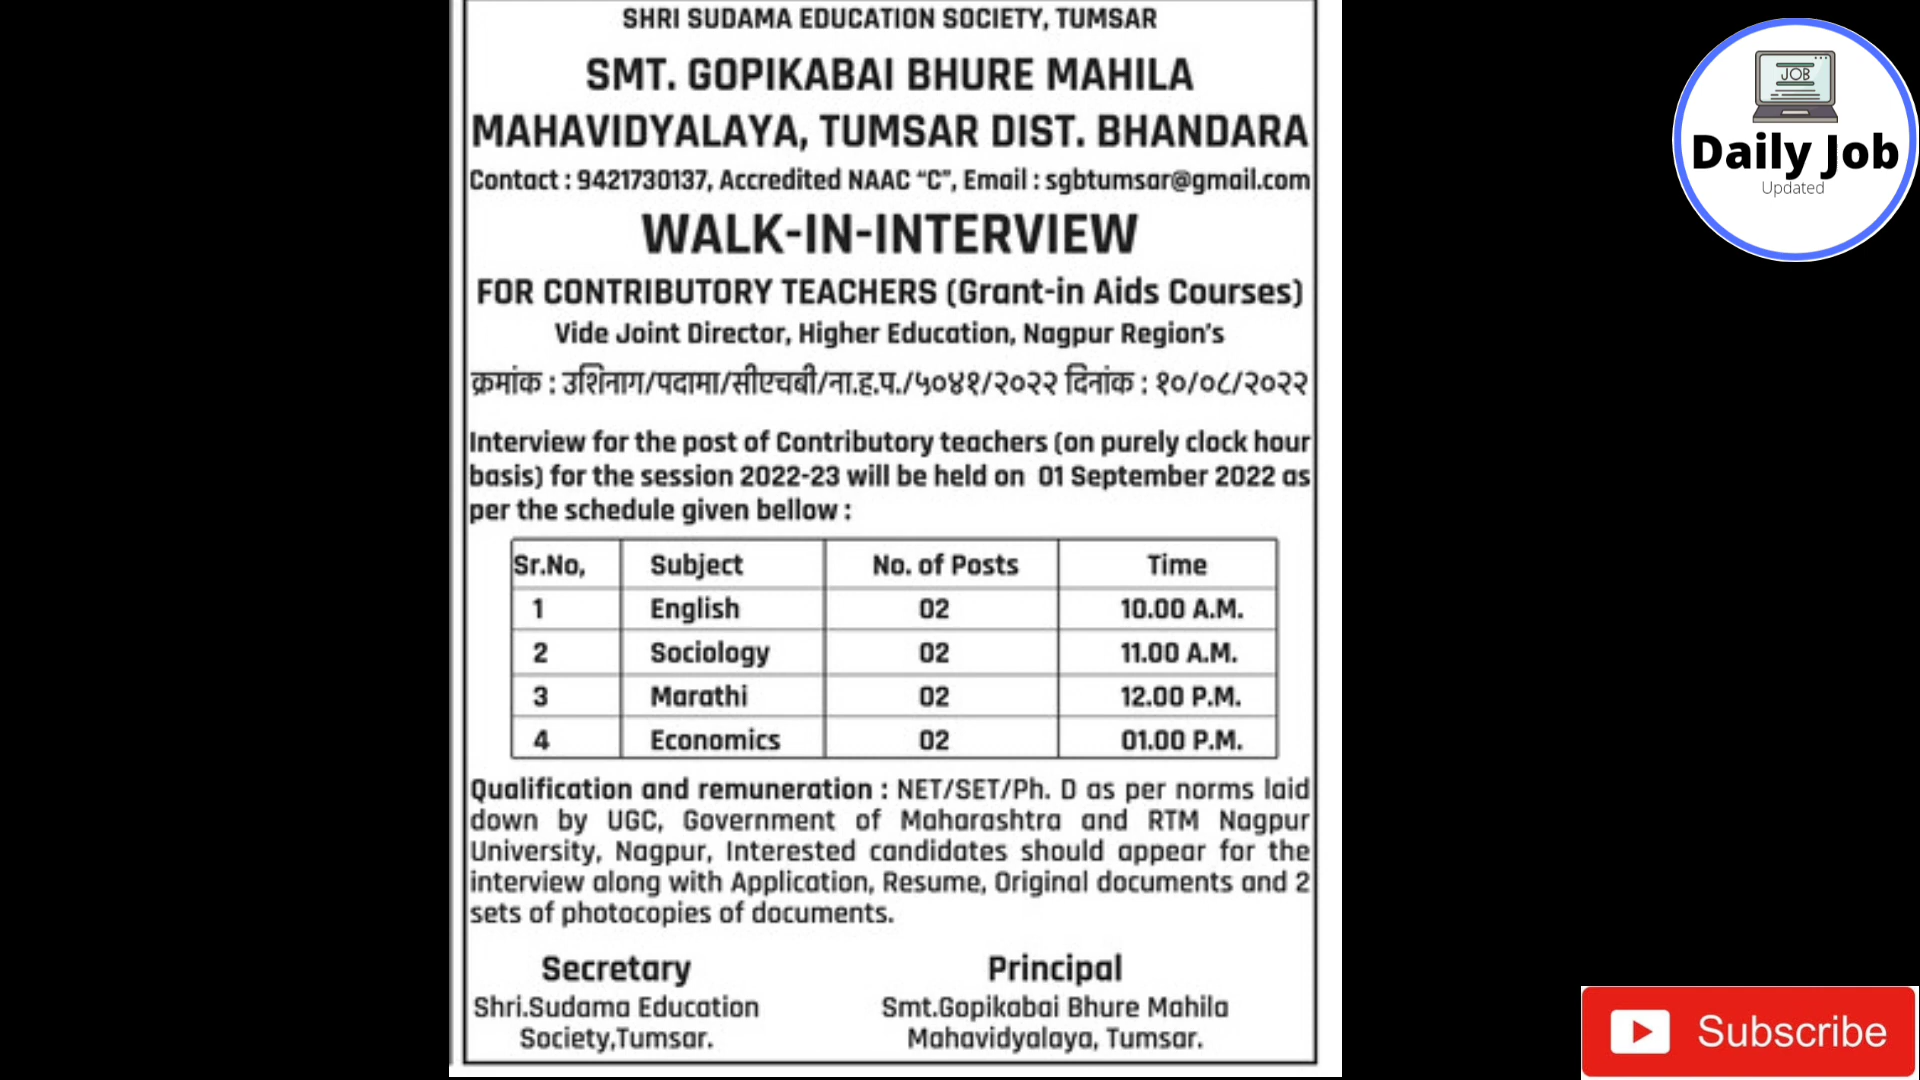 SHRI SUDAMA EDUCATION SOCIETY, TUMSAR
SMT. GOPIKABAI BHURE MAHILA
MAHAVIDYALAYA, TUMSAR DIST. BHANDARA
Contact : 9421730137, Accredited NAAC “C”, Email : sgbtumsar@gmail.com
WALK-IN-INTERVIEW
FOR CONTRIBUTORY TEACHERS (Grant-in Aids Courses)
Vide Joint Director, Higher Education, Nagpur Region's
क्रमांक : उशिनाग/पदामा/सीएचबी/ना.ह.प./५०४१/२०२२ दिनांक : १०/०८/२०२२
Interview for the post of Contributory teachers (on purely clock hour
basis) for the session 2022-23 will be held on 01 September 2022 as
per the schedule given bellow :
Sr.No, Subject No. of Posts Time
1 English 02 10.00 A.M.
2 Sociology 02 11.00 A.M.
3 Marathi 02 12.00 P.M.
4 Economics 02 01.00 P.M.
Qualification and remuneration : NET/SET/Ph. D as per norms laid
down by UGC, Government of Maharashtra and RTM Nagpur
University, Nagpur, Interested candidates should appear for the
interview along with Application, Resume, Original documents and 2
sets of photocopies of documents.
Secretary Principal
Shri.Sudama Education Smt.Gopikabai Bhure Mahila
Society,Tumsar. Mahavidyalaya, Tumsar.
JOB
Daily Job
Updated
Subscribe